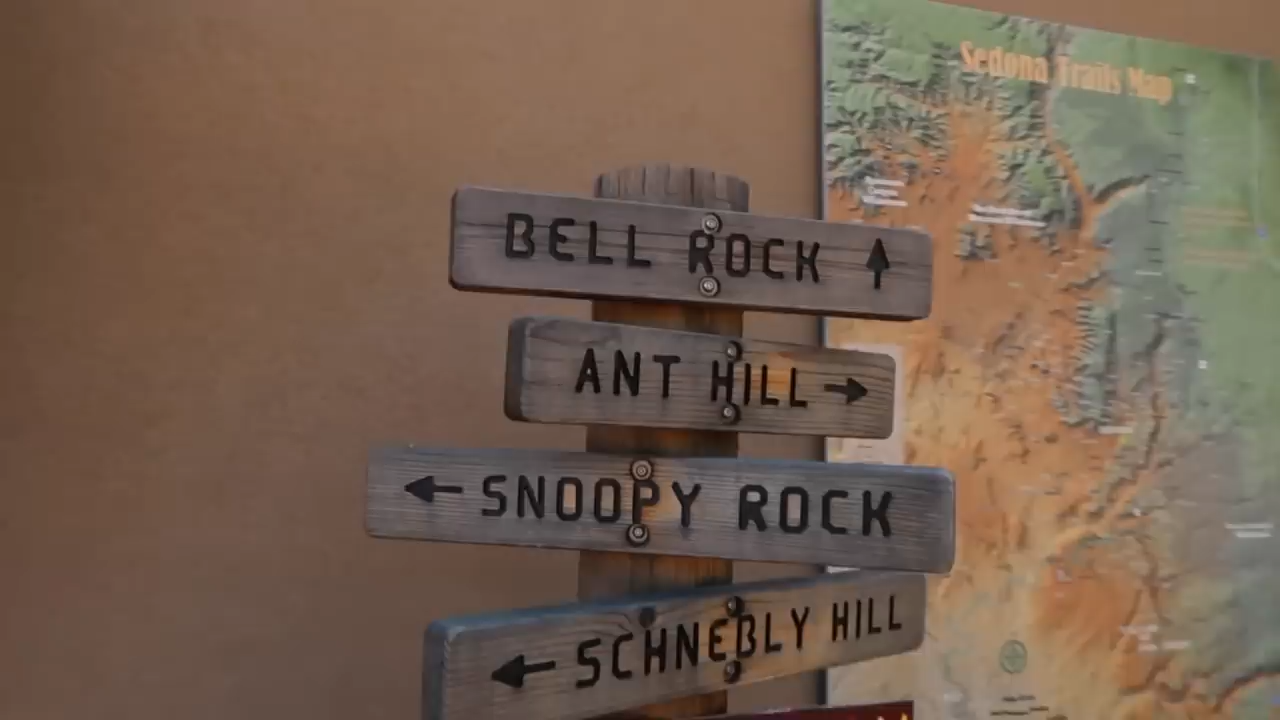 Sedona Trails Map
BELL ROCK
ANT HILL
SNOOPY ROCK
SCHNEBLY HILL